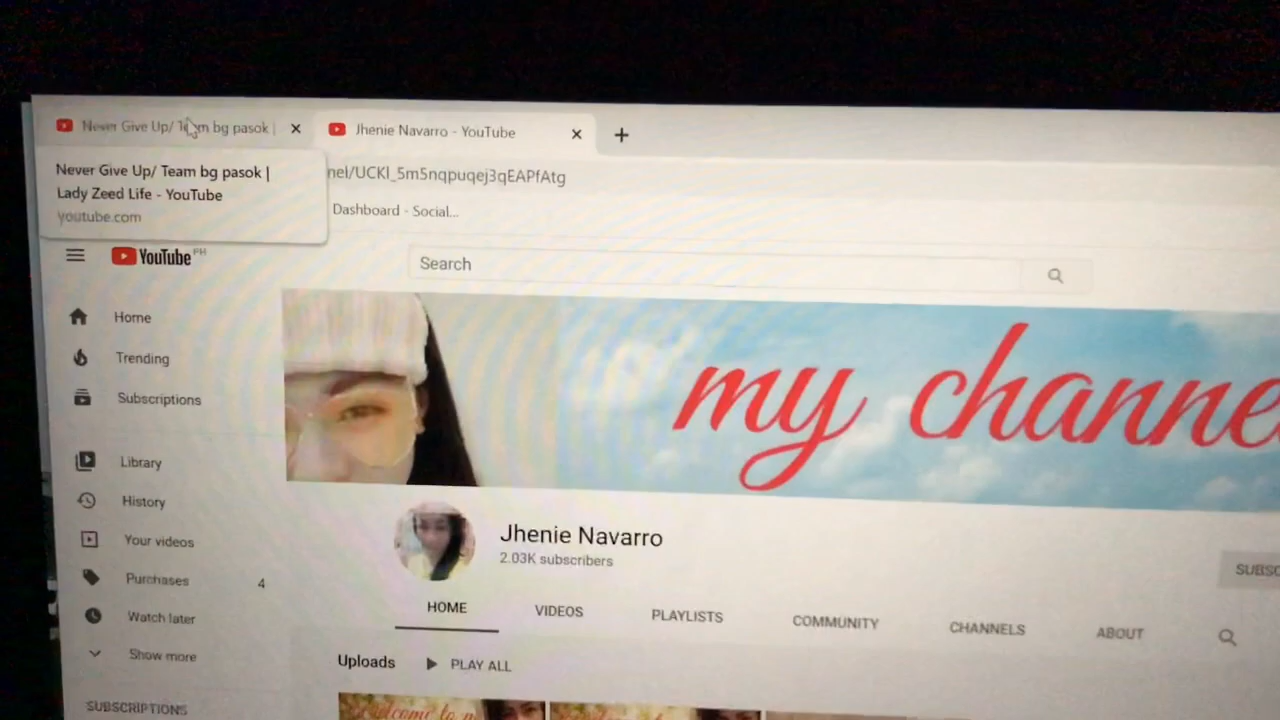 Never Give Up/ Team bg pasok |
Jhenie Navarro - YouTube
Never Give Up/ Team bg pasok |
Lady Zeed Life - YouTube
youtube.com
nel/UCKl_5m5nqpuqej3qEAPfAtg
Dashboard - Social...
YouTube PH
Search
Home
Trending
Subscriptions
Library
History
Your videos
Purchases 4
Watch later
Show more
SUBSCRIPTIONS
my channe
Jhenie Navarro
2.03K subscribers
SUBSC
HOME VIDEOS PLAYLISTS COMMUNITY CHANNELS ABOUT
Uploads PLAY ALL
welcome to